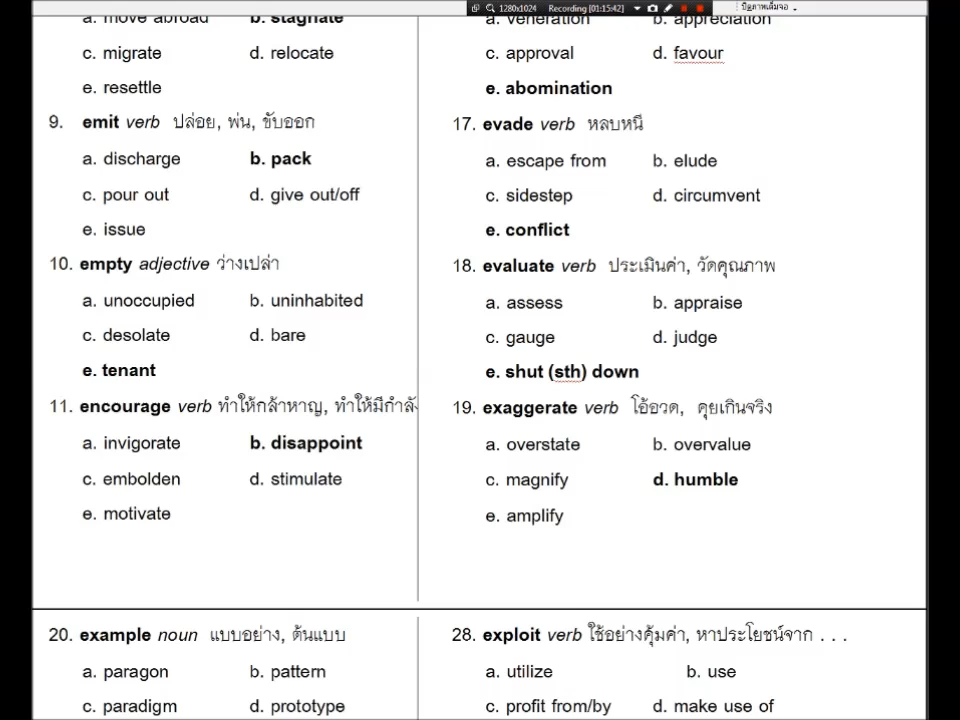 1280x1024 Recording [01:15:42]
a. move abroad b. stagnate
c. migrate d. relocate
e. resettle
9. emit verb ปล่อย, พ่น, ขับออก
a. discharge b. pack
c. pour out d. give out/off
e. issue
10. empty adjective ว่างเปล่า
a. unoccupied b. uninhabited
c. desolate d. bare
e. tenant
11. encourage verb ทำให้กล้าหาญ, ทำให้มีกำลัง
a. invigorate b. disappoint
c. embolden d. stimulate
e. motivate
a. veneration b. appreciation
c. approval d. favour
e. abomination
17. evade verb หลบหนี
a. escape from b. elude
c. sidestep d. circumvent
e. conflict
18. evaluate verb ประเมินค่า, วัดคุณภาพ
a. assess b. appraise
c. gauge d. judge
e. shut (sth) down
19. exaggerate verb โอ้อวด, คุยเกินจริง
a. overstate b. overvalue
c. magnify d. humble
e. amplify
20. example noun แบบอย่าง, ต้นแบบ
a. paragon b. pattern
c. paradigm d. prototype
28. exploit verb ใช้อย่างคุ้มค่า, หาประโยชน์จาก . . .
a. utilize b. use
c. profit from/by d. make use of